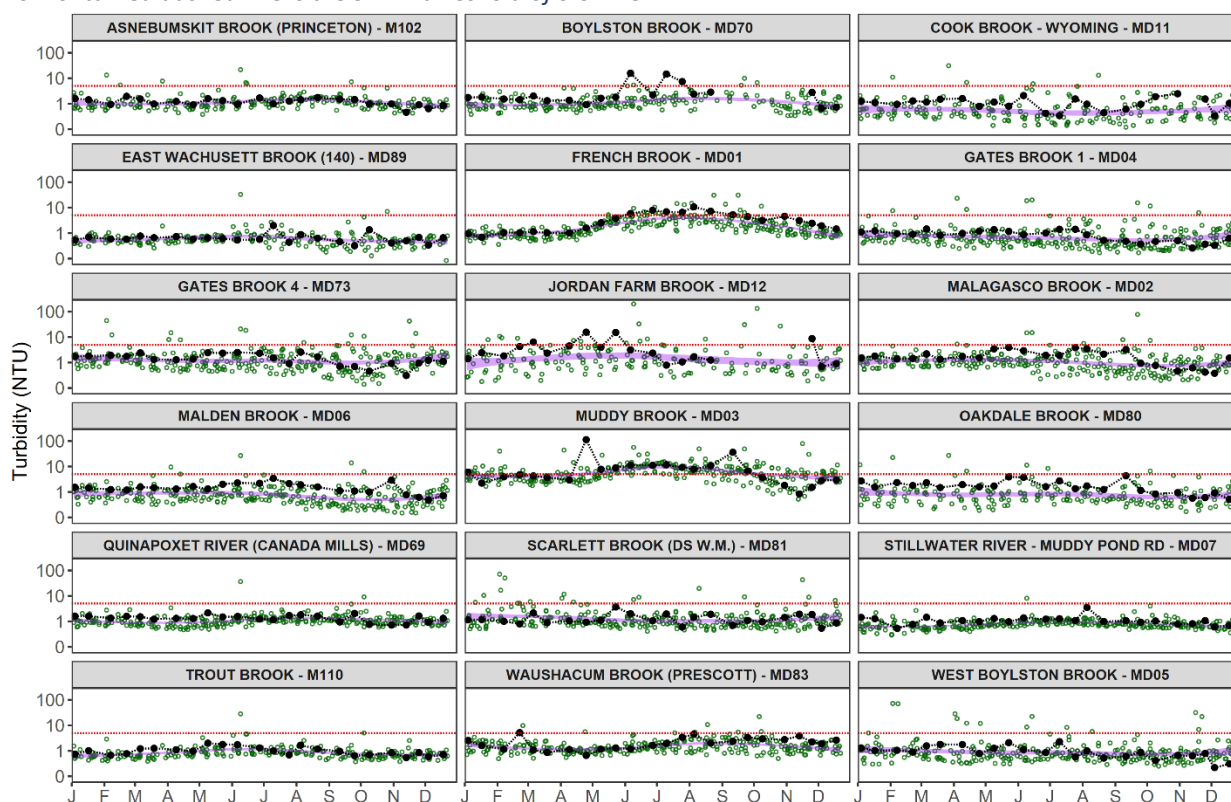 ASNEBUMSKIT BROOK (PRINCETON) - M102
BOYLSTON BROOK - MD70
COOK BROOK - WYOMING - MD11
100
10
1
0
EAST WACHUSETT BROOK (140) - MD89
FRENCH BROOK - MD01
GATES BROOK 1 - MD04
100
10
1
0
GATES BROOK 4 - MD73
JORDAN FARM BROOK - MD12
MALAGASCO BROOK - MD02
100
10
1
0
Turbidity (NTU)
MALDEN BROOK - MD06
MUDDY BROOK - MD03
OAKDALE BROOK - MD80
100
10
1
0
QUINAPOXET RIVER (CANADA MILLS) - MD69
SCARLETT BROOK (DS W.M.) - MD81
STILLWATER RIVER - MUDDY POND RD - MD07
100
10
1
0
TROUT BROOK - M110
WAUSHACUM BROOK (PRESCOTT) - MD83
WEST BOYLSTON BROOK - MD05
100
10
1
0
J F M A M J J A S O N D
J F M A M J J A S O N D
J F M A M J J A S O N D